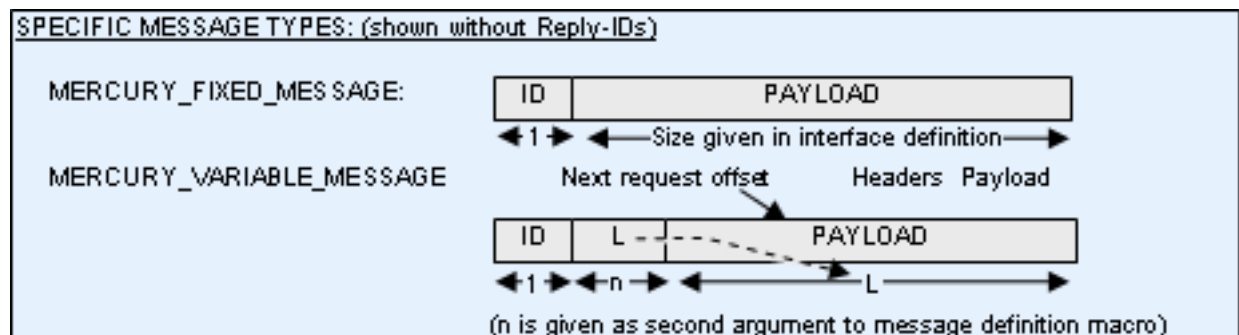 SPECIFIC MESSAGE TYPES: (shown without Reply-IDs)
MERCURY_FIXED_MESSAGE:
ID PAYLOAD
1 Size given in interface definition
MERCURY_VARIABLE_MESSAGE Next request offset Headers Payload
ID L PAYLOAD
1 n L
(n is given as second argument to message definition macro)